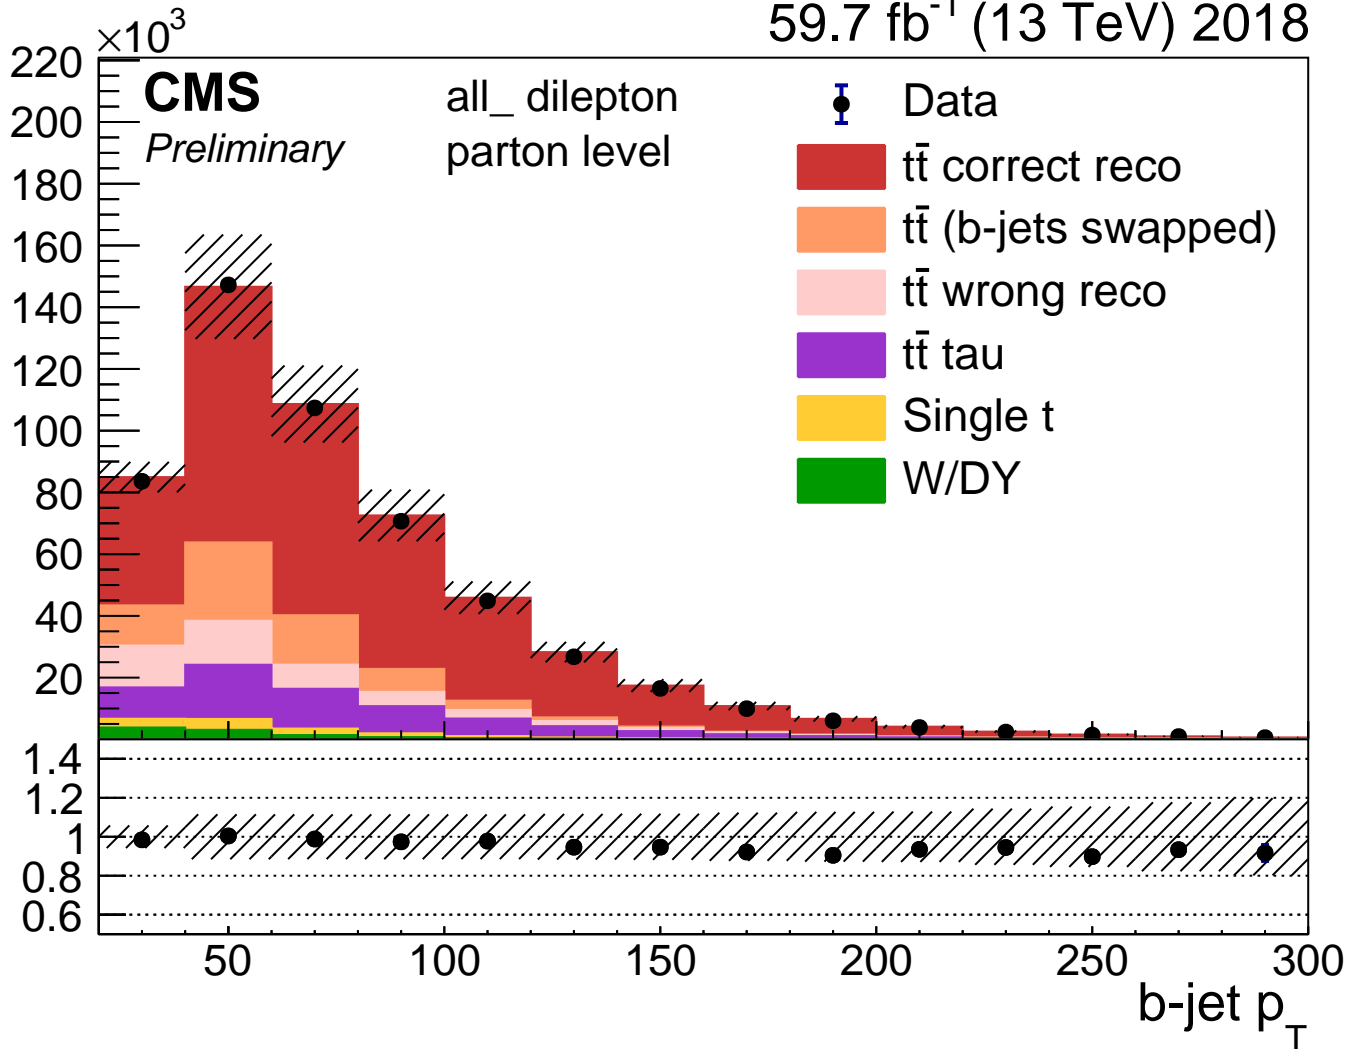 ×10³
59.7 fb⁻¹ (13 TeV) 2018
CMS
Preliminary
all_ dilepton
parton level
Data
tt̄ correct reco
tt̄ (b-jets swapped)
tt̄ wrong reco
tt̄ tau
Single t
W/DY
220
200
180
160
140
120
100
80
60
40
20
1.4
1.2
1
0.8
0.6
50 100 150 200 250 300
b-jet p_T